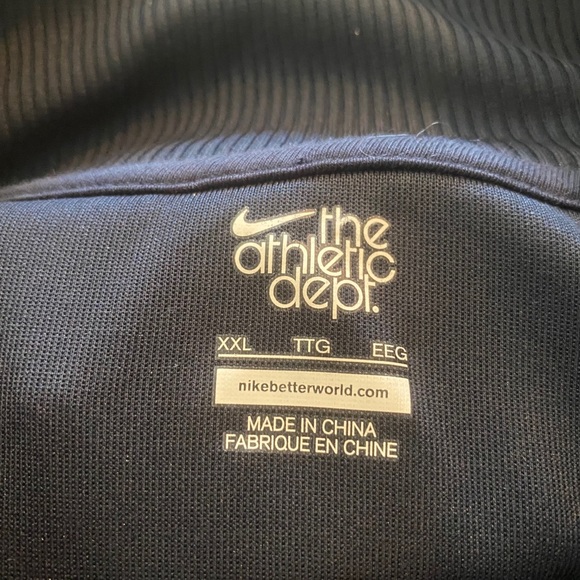 the
athletic
dept.
XXL TTG EEG
nikebetterworld.com
MADE IN CHINA
FABRIQUE EN CHINE